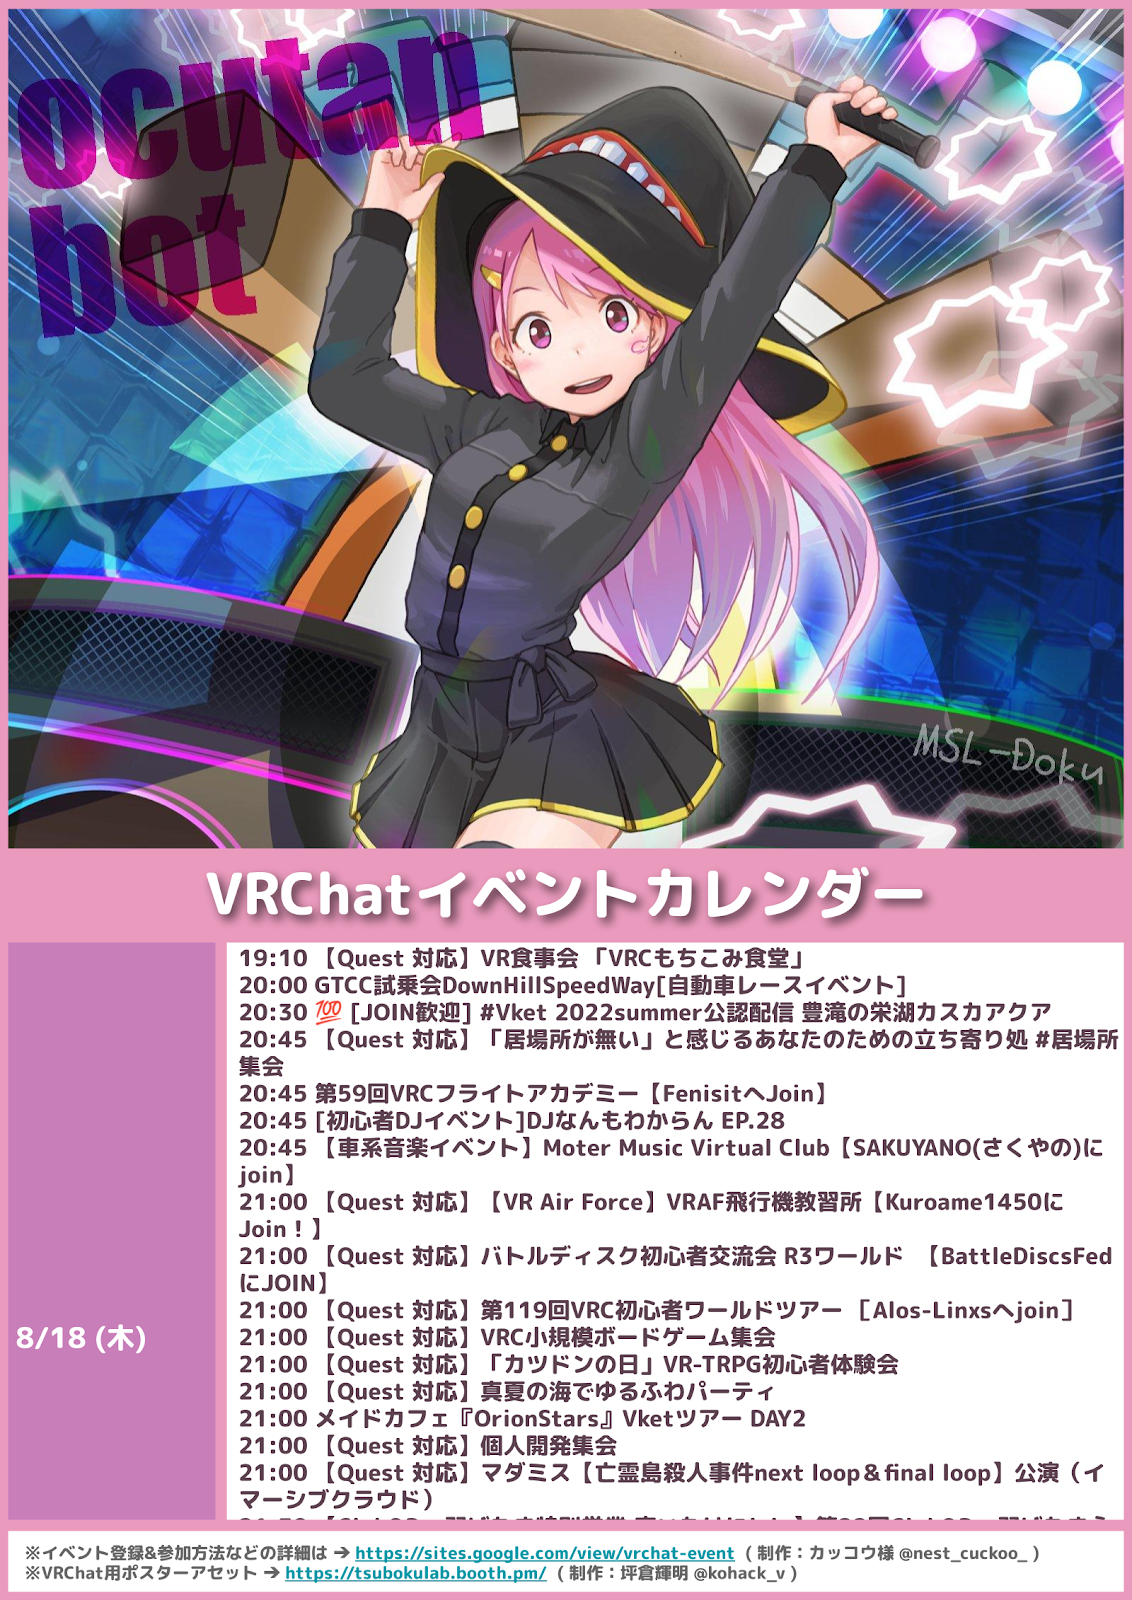 ocutan
bot
MSL-Doku
VRChatイベントカレンダー
8/18 (木)
19:10 【Quest 対応】VR食事会 「VRCもちこみ食堂」
20:00 GTCC試乗会DownHillSpeedWay[自動車レースイベント]
20:30 💯 [JOIN歓迎] #Vket 2022summer公認配信 豊滝の栄湖カスカアクア
20:45 【Quest 対応】「居場所が無い」と感じるあなたのための立ち寄り処 #居場所
集会
20:45 第59回VRCフライトアカデミー【FenisitへJoin】
20:45 [初心者DJイベント]DJなんもわからん EP.28
20:45 【車系音楽イベント】Moter Music Virtual Club【SAKUYANO(さくやの)に
join】
21:00 【Quest 対応】【VR Air Force】VRAF飛行機教習所【Kuroame1450に
Join！】
21:00 【Quest 対応】バトルディスク初心者交流会 R3ワールド 【BattleDiscsFed
にJOIN】
21:00 【Quest 対応】第119回VRC初心者ワールドツアー ［Alos-Linxsへjoin］
21:00 【Quest 対応】VRC小規模ボードゲーム集会
21:00 【Quest 対応】「カツドンの日」VR-TRPG初心者体験会
21:00 【Quest 対応】真夏の海でゆるふわパーティ
21:00 メイドカフェ『OrionStars』Vketツアー DAY2
21:00 【Quest 対応】個人開発集会
21:00 【Quest 対応】マダミス【亡霊島殺人事件next loop＆final loop】公演（イ
マーシブクラウド）
※イベント登録&参加方法などの詳細は → https://sites.google.com/view/vrchat-event ( 制作：カッコウ様 @nest_cuckoo_ )
※VRChat用ポスターアセット → https://tsubokulab.booth.pm/ ( 制作：坪倉輝明 @kohack_v )